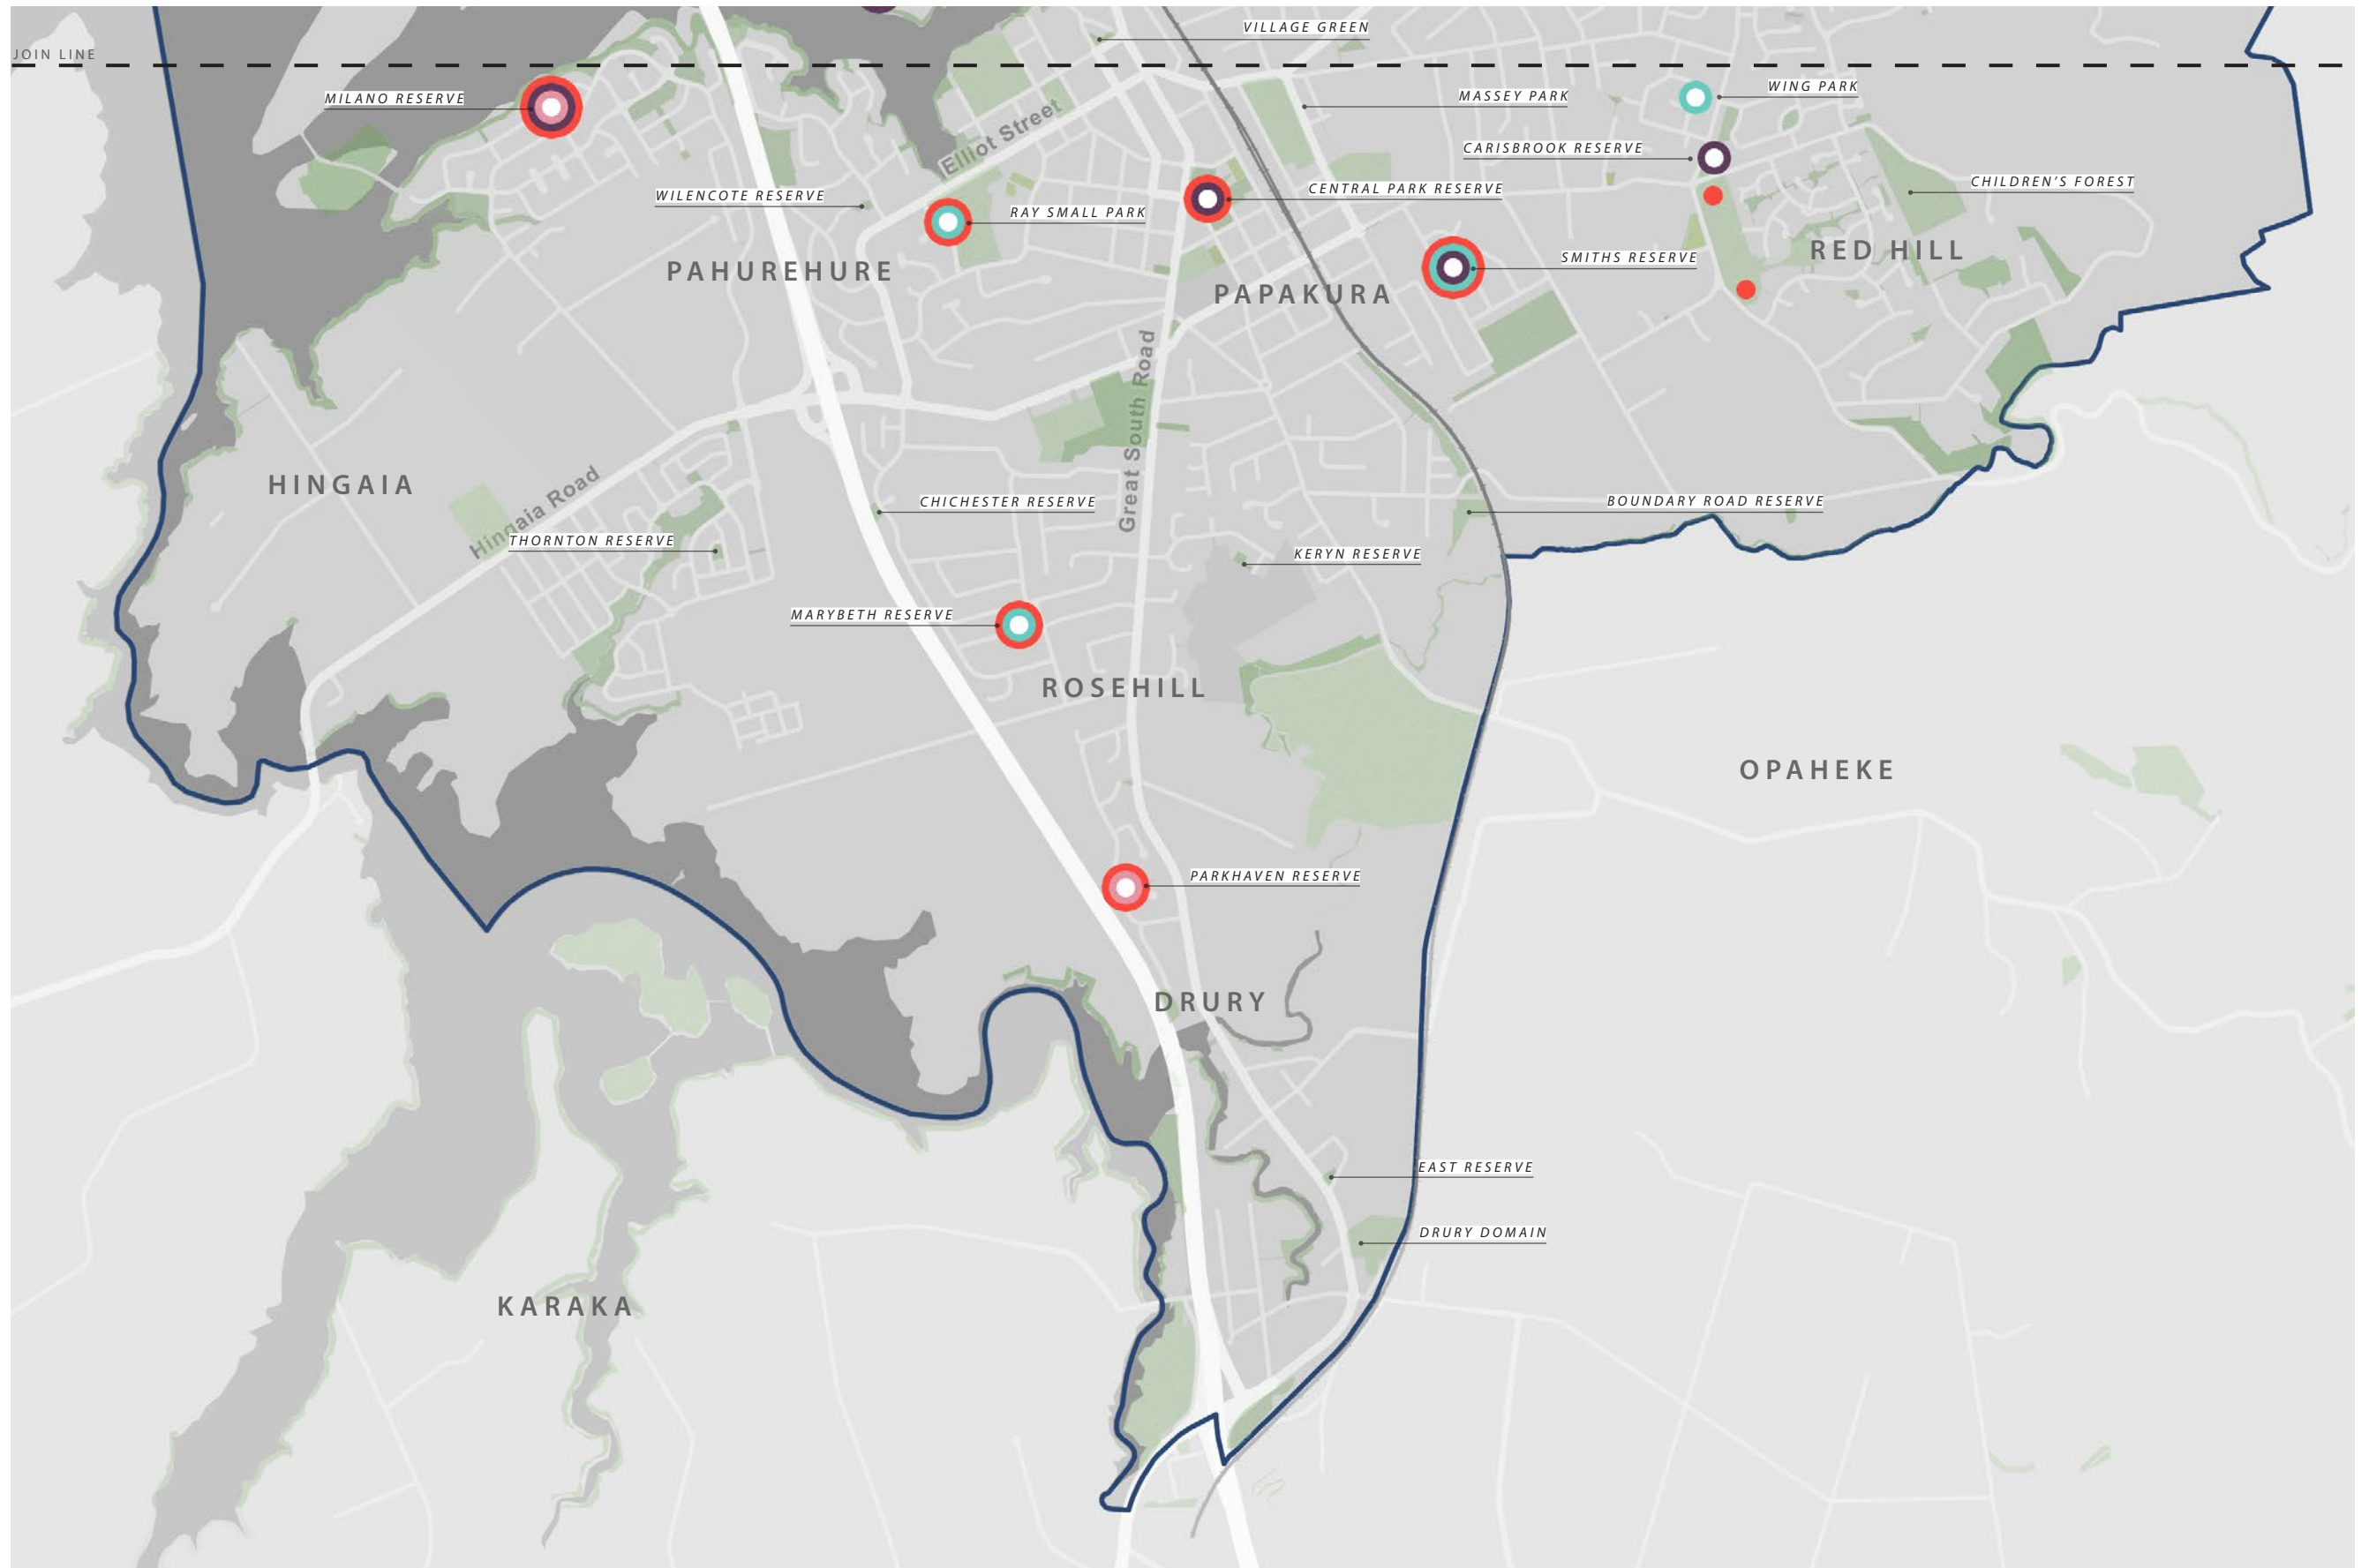 VILLAGE GREEN
JOIN LINE
WING PARK
MASSEY PARK
MILANO RESERVE
Elliot Street
CARISBROOK RESERVE
CHILDREN'S FOREST
CENTRAL PARK RESERVE
WILENCOTE RESERVE
RAY SMALL PARK
RED HILL
SMITHS RESERVE
PAHUREHURE
PAPAKURA
Great South Road
HINGAIA
CHICHESTER RESERVE
BOUNDARY ROAD RESERVE
Hingaia Road
THORNTON RESERVE
KERYN RESERVE
MARYBETH RESERVE
ROSEHILL
OPAHEKE
PARKHAVEN RESERVE
DRURY
EAST RESERVE
DRURY DOMAIN
KARAKA